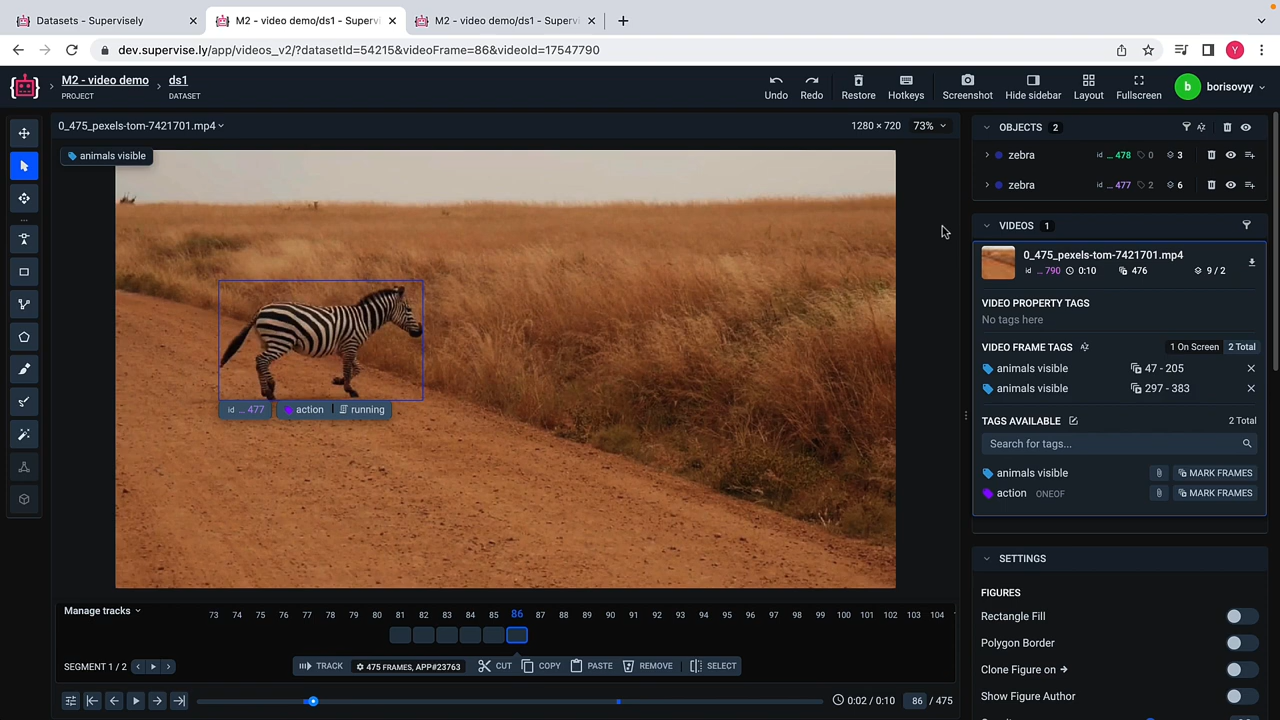 Datasets - Supervisely
M2 - video demo/ds1 - Supervi
M2 - video demo/ds1 - Supervi
dev.supervise.ly/app/videos_v2/?datasetId=54215&videoFrame=86&videoId=17547790
Y
M2 - video demo
PROJECT
ds1
DATASET
Undo
Redo
Restore
Hotkeys
Screenshot
Hide sidebar
Layout
Fullscreen
b
borisovyy
0_475_pexels-tom-7421701.mp4
1280 × 720
73%
animals visible
id ... 477
action
running
OBJECTS 2
zebra id ... 478 0 3
zebra id ... 477 2 6
VIDEOS 1
0_475_pexels-tom-7421701.mp4
id ... 790 0:10 476 9 / 2
VIDEO PROPERTY TAGS
No tags here
VIDEO FRAME TAGS 1 On Screen 2 Total
animals visible 47 - 205
animals visible 297 - 383
TAGS AVAILABLE 2 Total
Search for tags...
animals visible MARK FRAMES
action ONEOF MARK FRAMES
SETTINGS
FIGURES
Rectangle Fill
Polygon Border
Clone Figure on →
Show Figure Author
Manage tracks
73 74 75 76 77 78 79 80 81 82 83 84 85 86 87 88 89 90 91 92 93 94 95 96 97 98 99 100 101 102 103 104
SEGMENT 1 / 2
TRACK
475 FRAMES, APP#23763
CUT
COPY
PASTE
REMOVE
SELECT
0:02 / 0:10
86 / 475